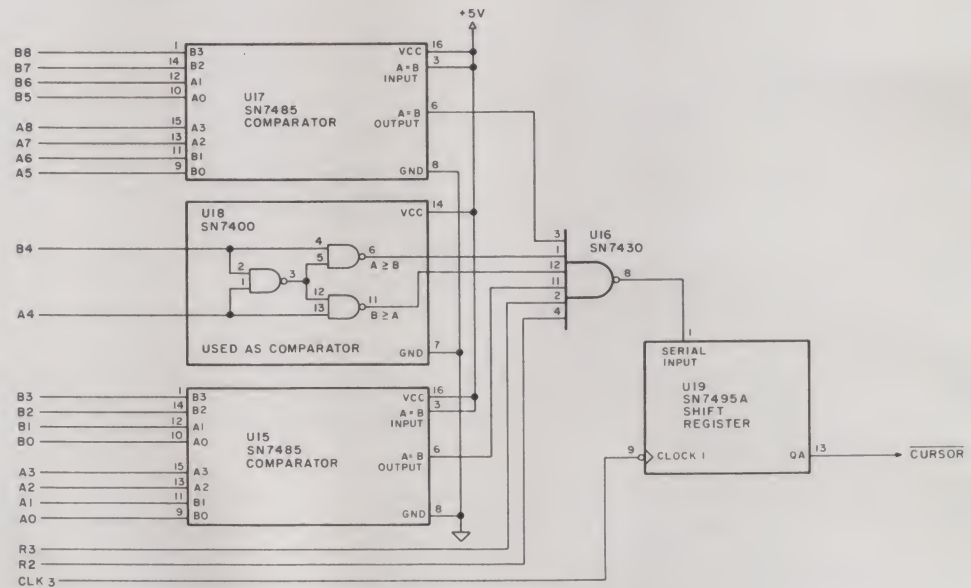 +5V
B8
B7
B6
B5
A8
A7
A6
A5
1
14
12
10
15
13
11
9
B3
B2
A1
A0
A3
A2
B1
B0
U17
SN7485
COMPARATOR
VCC
A=B
INPUT
A=B
OUTPUT
GND
16
3
6
8
U18
SN7400
VCC
14
B4
A4
2
1
3
4
5
6
A ≥ B
12
13
11
B ≥ A
USED AS COMPARATOR
GND
7
3
1
12
11
2
4
U16
SN7430
8
B3
B2
B1
B0
A3
A2
A1
A0
1
14
12
10
15
13
11
9
B3
B2
A1
A0
A3
A2
B1
B0
U15
SN7485
COMPARATOR
VCC
A=B
INPUT
A=B
OUTPUT
GND
16
3
6
8
1
SERIAL
INPUT
U19
SN7495A
SHIFT
REGISTER
9
CLOCK 1
QA
13
CURSOR
R3
R2
CLK 3